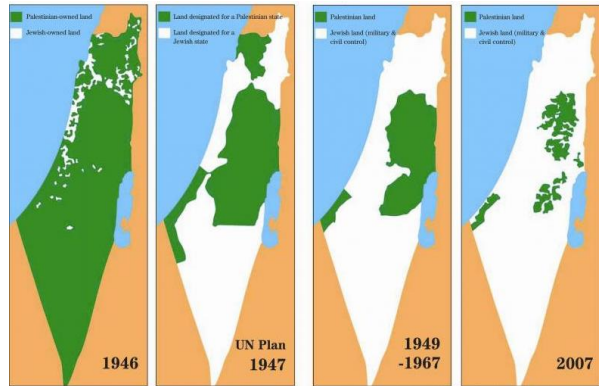 Palestinian-owned land
Jewish-owned land
1946
Land designated for a Palestinian state
Land designated for a
Jewish state
UN Plan
1947
Palestinian land
Jewish land (military &
civil control)
1949
-1967
Palestinian land
Jewish land (military &
civil control)
2007